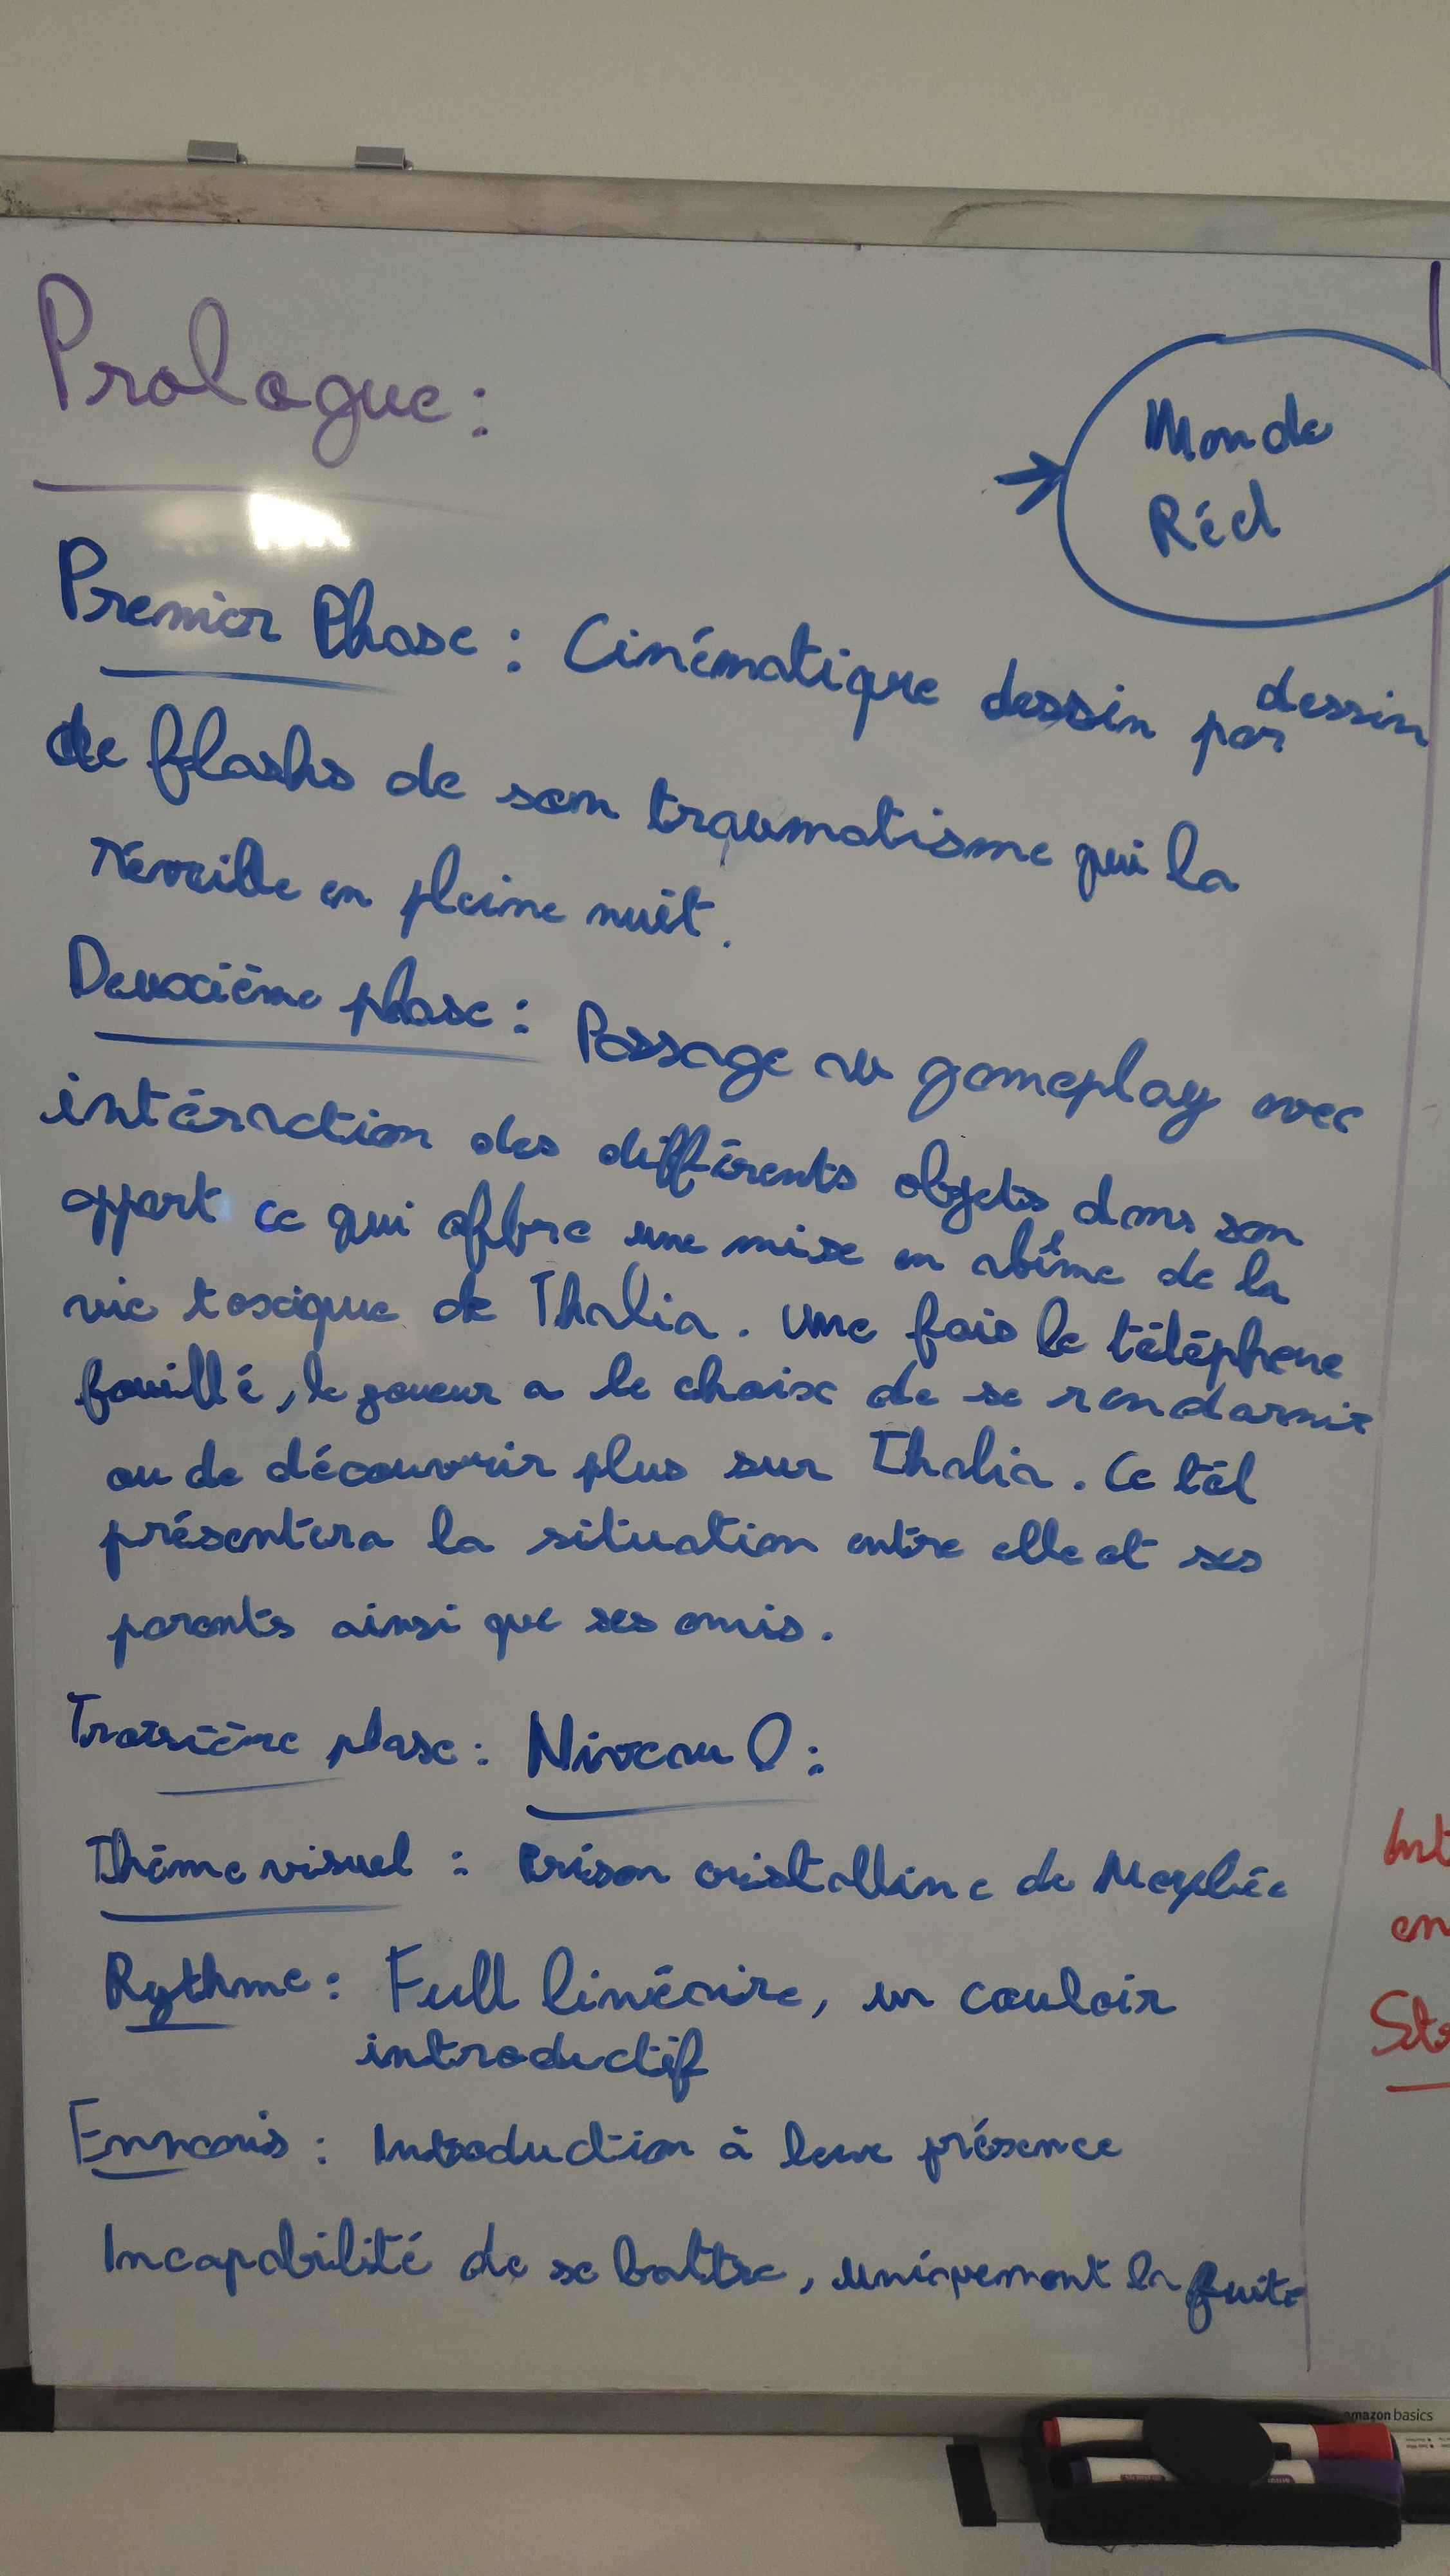 Prologue :
Monde
Réel
Premier Phase : Cinématique dessin par dessin
de flashs de son traumatisme qui la
réveille en pleine nuit.
Deuxième phase : Passage au gameplay avec
intéraction des différents objets dans son
appart ce qui offre une mise en abîme de la
vie toxique de Thalia. Une fois le téléphone
fouillé, le joueur a le choix de se rendormir
ou de découvrir plus sur Thalia. Ce tél
présentera la situation entre elle et ses
parents ainsi que ses amis.
Troisième phase : Niveau 0 :
Thème visuel : Prison cristalline de Morphée
Rythme : Full linéaire, un couloir
introductif
Ennemis : Introduction à leur présence
Incapabilité de se battre, uniquement la fuite
Int
en
amazon basics